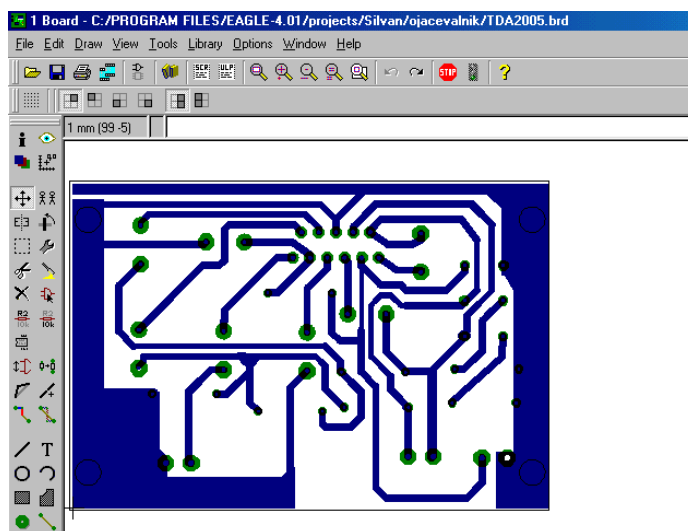 1 Board - C:/PROGRAM FILES/EAGLE-4.01/projects/Silvan/ojacevalnik/TDA2005.brd
File Edit Draw View Tools Library Options Window Help
SCR ULP STOP ?
1 mm (99 -5)
i
R2 R2
10k 10k
T